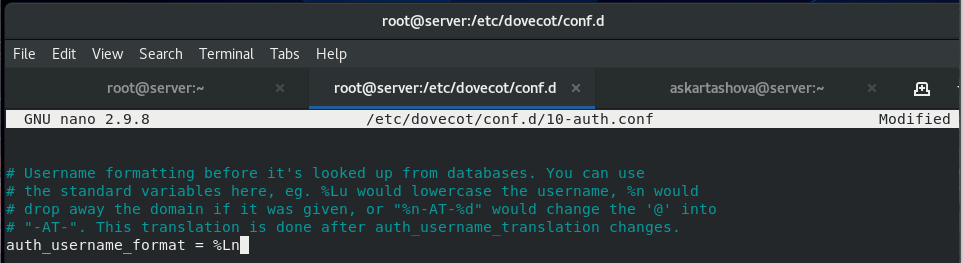 root@server:/etc/dovecot/conf.d
File Edit View Search Terminal Tabs Help
root@server:~ × root@server:/etc/dovecot/conf.d × askartashova@server:~ ×
GNU nano 2.9.8 /etc/dovecot/conf.d/10-auth.conf Modified
# Username formatting before it's looked up from databases. You can use
# the standard variables here, eg. %Lu would lowercase the username, %n would
# drop away the domain if it was given, or "%n-AT-%d" would change the '@' into
# "-AT-". This translation is done after auth_username_translation changes.
auth_username_format = %Ln